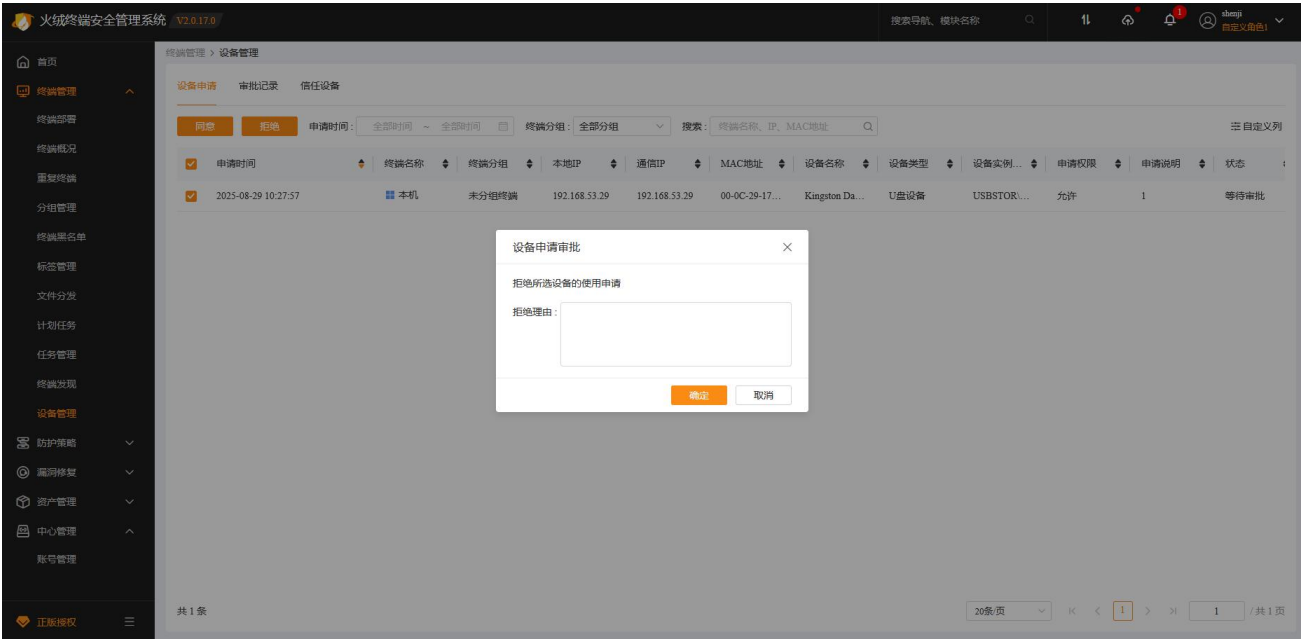 火绒终端安全管理系统 V2.0.17.0 搜索导航、模块名称 1 shenji
自定义角色1
首页
终端管理
终端部署
终端概况
重复终端
分组管理
终端黑名单
标签管理
文件分发
计划任务
任务管理
终端发现
设备管理
防护策略
漏洞修复
资产管理
中心管理
账号管理
正版授权
终端管理 > 设备管理
设备申请 审批记录 信任设备
同意 拒绝 申请时间: 全部时间 ~ 全部时间 终端分组: 全部分组 搜索: 终端名称、IP、MAC地址 自定义列
申请时间 终端名称 终端分组 本地IP 通信IP MAC地址 设备名称 设备类型 设备实例... 申请权限 申请说明 状态
2025-08-29 10:27:57 本机 未分组终端 192.168.53.29 192.168.53.29 00-0C-29-17... Kingston Da... U盘设备 USBSTOR\... 允许 1 等待审批
设备申请审批
拒绝所选设备的使用申请
拒绝理由:
确定 取消
共 1 条 20条/页 1 1 / 共 1 页